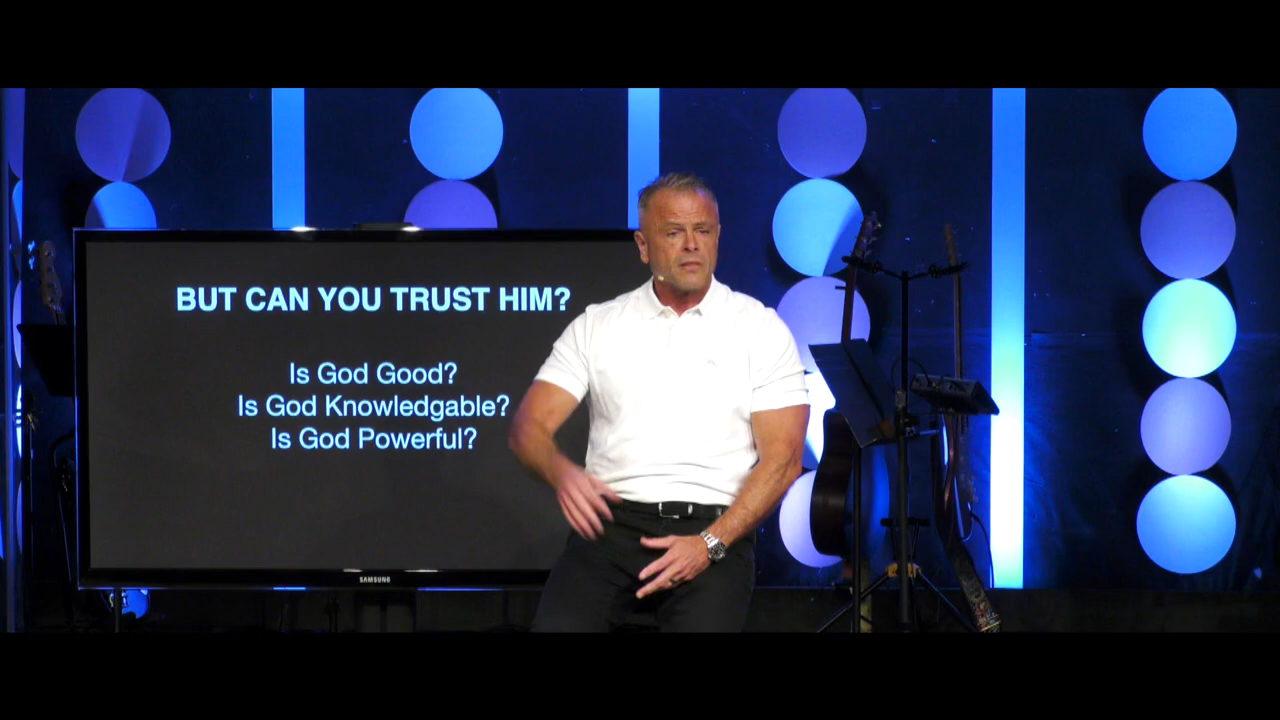 BUT CAN YOU TRUST HIM?
Is God Good?
Is God Knowledgable?
Is God Powerful?
SAMSUNG